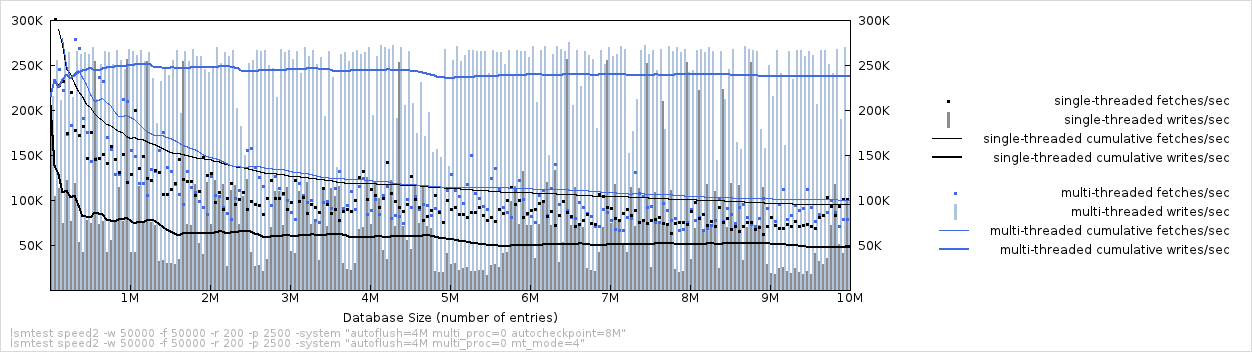 300K 300K
250K 250K
200K 200K
150K 150K
100K 100K
50K 50K
1M 2M 3M 4M 5M 6M 7M 8M 9M 10M
Database Size (number of entries)
single-threaded fetches/sec
single-threaded writes/sec
single-threaded cumulative fetches/sec
single-threaded cumulative writes/sec
multi-threaded fetches/sec
multi-threaded writes/sec
multi-threaded cumulative fetches/sec
multi-threaded cumulative writes/sec
lsmtest speed2 -w 50000 -f 50000 -r 200 -p 2500 -system "autoflush=4M multi_proc=0 autocheckpoint=8M"
lsmtest speed2 -w 50000 -f 50000 -r 200 -p 2500 -system "autoflush=4M multi_proc=0 mt_mode=4"